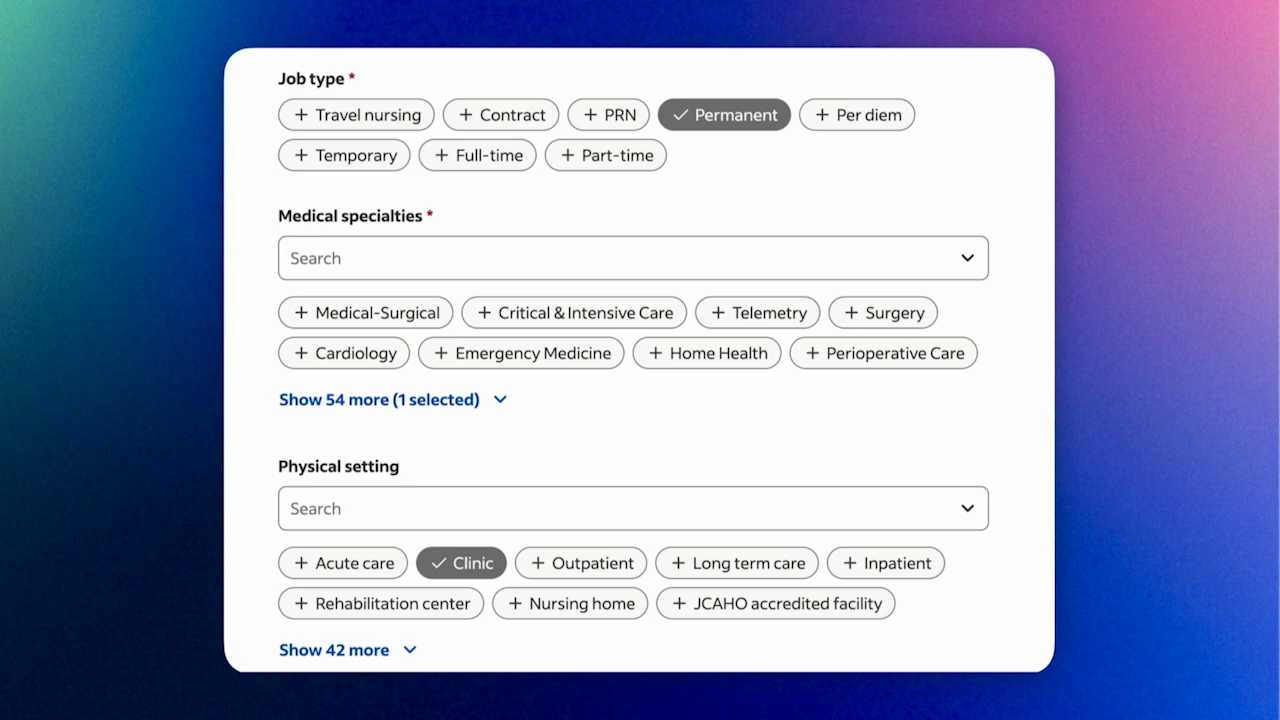 Job type *
+ Travel nursing + Contract + PRN ✓ Permanent + Per diem
+ Temporary + Full-time + Part-time
Medical specialties *
Search
+ Medical-Surgical + Critical & Intensive Care + Telemetry + Surgery
+ Cardiology + Emergency Medicine + Home Health + Perioperative Care
Show 54 more (1 selected)
Physical setting
Search
+ Acute care ✓ Clinic + Outpatient + Long term care + Inpatient
+ Rehabilitation center + Nursing home + JCAHO accredited facility
Show 42 more